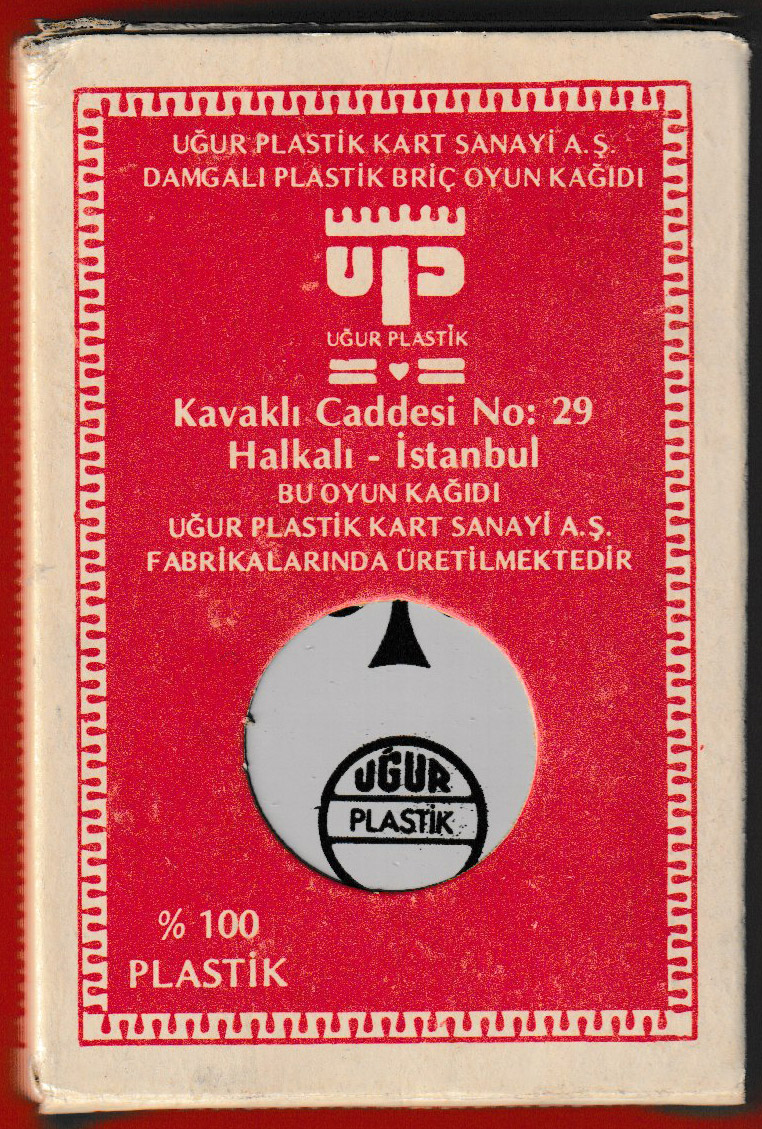 UĞUR PLASTİK KART SANAYİ A.Ş.
DAMGALI PLASTİK BRİÇ OYUN KAĞIDI
up
UĞUR PLASTİK
Kavaklı Caddesi No: 29
Halkalı - İstanbul
BU OYUN KAĞIDI
UĞUR PLASTİK KART SANAYİ A.Ş.
FABRİKALARINDA ÜRETİLMEKTEDİR
UĞUR
PLASTİK
% 100
PLASTİK